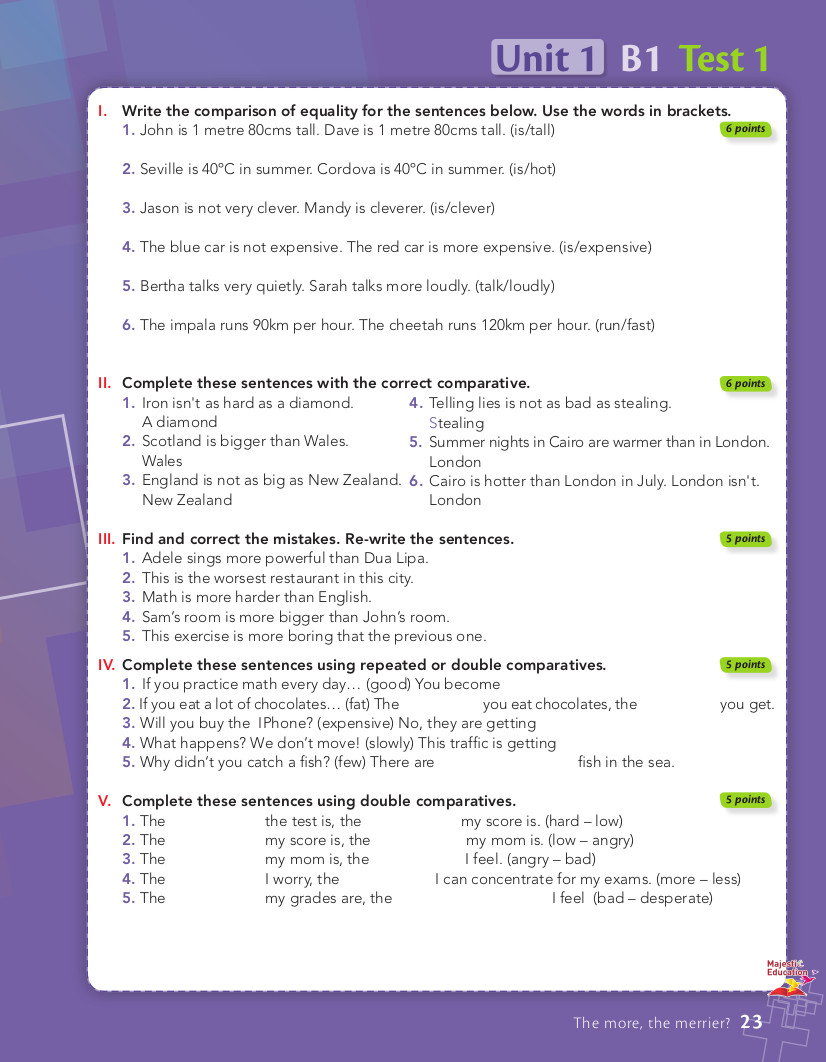 Unit 1 B1 Test 1
I. Write the comparison of equality for the sentences below. Use the words in brackets.
6 points
1. John is 1 metre 80cms tall. Dave is 1 metre 80cms tall. (is/tall)
2. Seville is 40ºC in summer. Cordova is 40ºC in summer. (is/hot)
3. Jason is not very clever. Mandy is cleverer. (is/clever)
4. The blue car is not expensive. The red car is more expensive. (is/expensive)
5. Bertha talks very quietly. Sarah talks more loudly. (talk/loudly)
6. The impala runs 90km per hour. The cheetah runs 120km per hour. (run/fast)
II. Complete these sentences with the correct comparative.
6 points
1. Iron isn't as hard as a diamond.
A diamond
2. Scotland is bigger than Wales.
Wales
3. England is not as big as New Zealand.
New Zealand
4. Telling lies is not as bad as stealing.
Stealing
5. Summer nights in Cairo are warmer than in London.
London
6. Cairo is hotter than London in July. London isn't.
London
III. Find and correct the mistakes. Re-write the sentences.
5 points
1. Adele sings more powerful than Dua Lipa.
2. This is the worsest restaurant in this city.
3. Math is more harder than English.
4. Sam's room is more bigger than John's room.
5. This exercise is more boring that the previous one.
IV. Complete these sentences using repeated or double comparatives.
5 points
1. If you practice math every day… (good) You become
2. If you eat a lot of chocolates… (fat) The you eat chocolates, the you get.
3. Will you buy the IPhone? (expensive) No, they are getting
4. What happens? We don't move! (slowly) This traffic is getting
5. Why didn't you catch a fish? (few) There are fish in the sea.
V. Complete these sentences using double comparatives.
5 points
1. The the test is, the my score is. (hard – low)
2. The my score is, the my mom is. (low – angry)
3. The my mom is, the I feel. (angry – bad)
4. The I worry, the I can concentrate for my exams. (more – less)
5. The my grades are, the I feel (bad – desperate)
Majestic
Education
The more, the merrier? 23